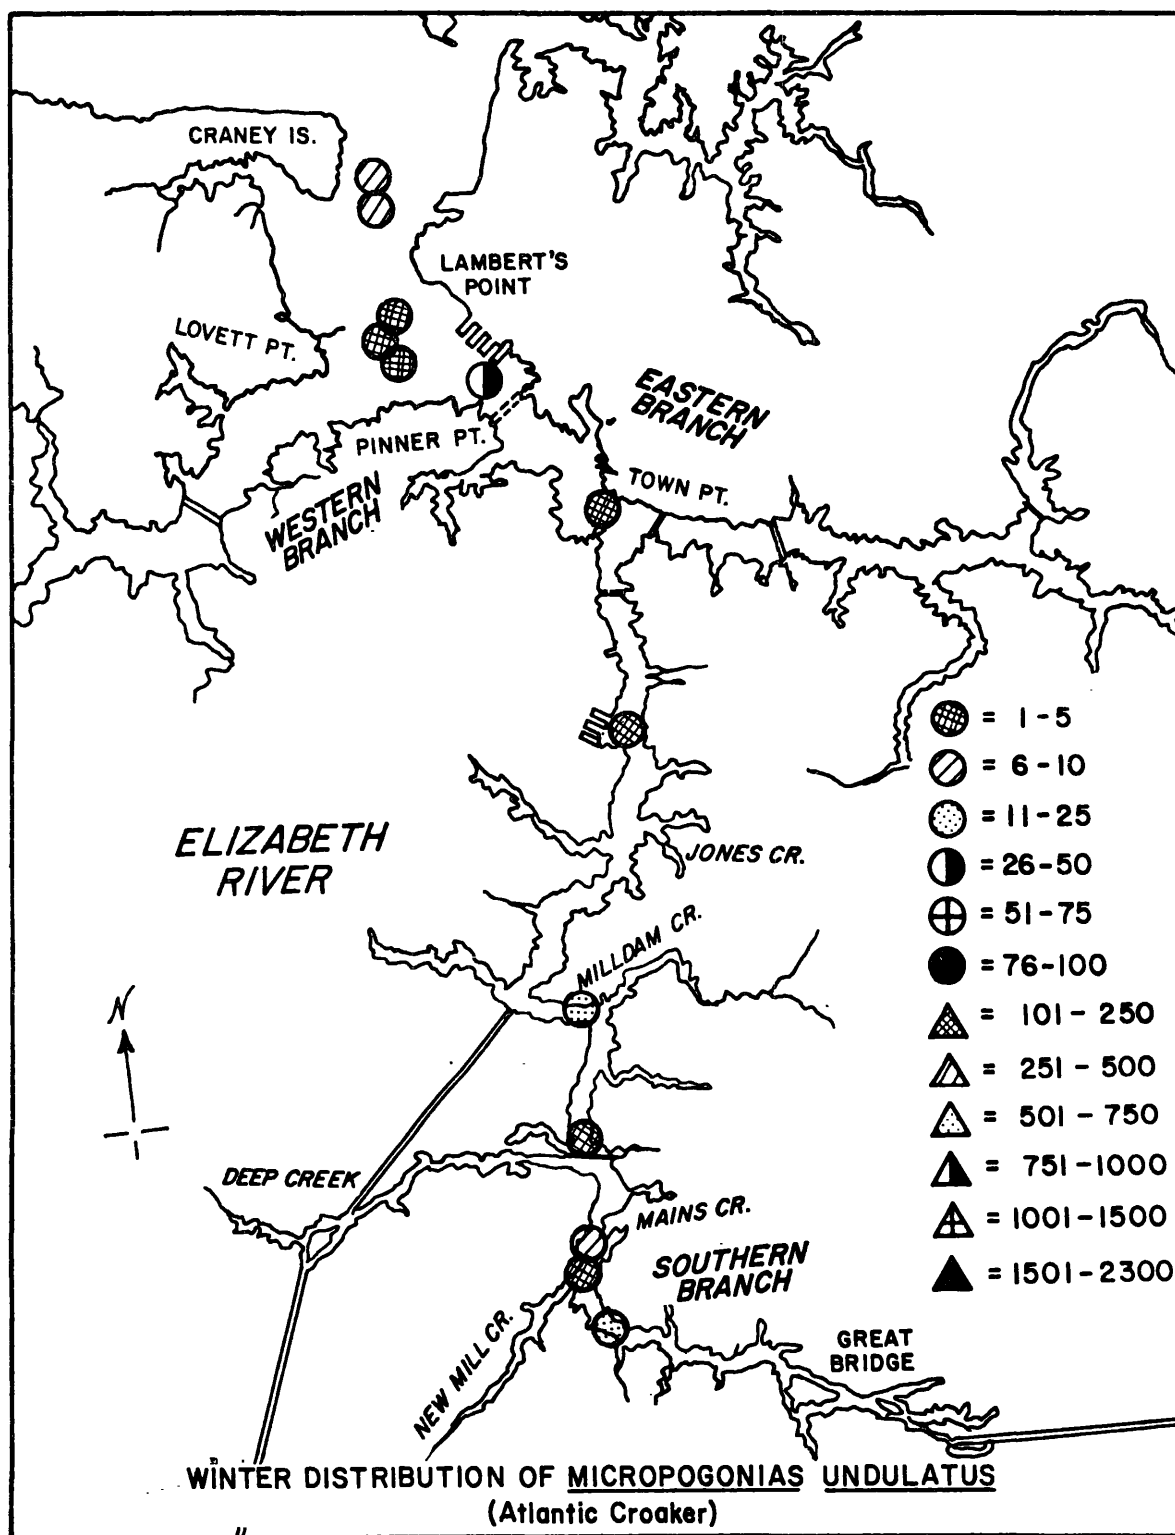 CRANEY IS.
LAMBERT'S
POINT
LOVETT PT.
EASTERN
BRANCH
PINNER PT.
TOWN PT.
WESTERN
BRANCH
= 1-5
= 6-10
= 11-25
= 26-50
= 51-75
= 76-100
= 101-250
= 251-500
= 501-750
= 751-1000
= 1001-1500
= 1501-2300
ELIZABETH
RIVER
JONES CR.
MILLDAM CR.
N
DEEP CREEK
MAINS CR.
SOUTHERN
BRANCH
NEW MILL CR.
GREAT
BRIDGE
WINTER DISTRIBUTION OF MICROPOGONIAS UNDULATUS
(Atlantic Croaker)